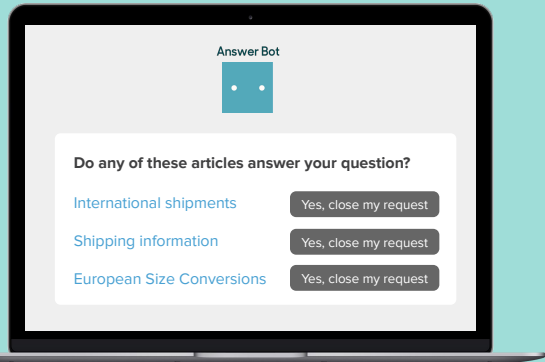 Answer Bot
Do any of these articles answer your question?
International shipments Yes, close my request
Shipping information Yes, close my request
European Size Conversions Yes, close my request